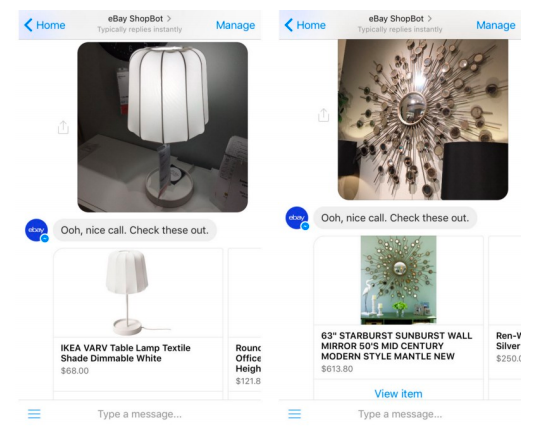 Home
eBay ShopBot >
Typically replies instantly
Manage
ebay
Ooh, nice call. Check these out.
IKEA VARV Table Lamp Textile
Shade Dimmable White
$68.00
Round
Office
Heigh
$121.8
Type a message...
Home
eBay ShopBot >
Typically replies instantly
Manage
ebay
Ooh, nice call. Check these out.
63" STARBURST SUNBURST WALL
MIRROR 50'S MID CENTURY
MODERN STYLE MANTLE NEW
$613.80
View item
Ren-W
Silver
$250.0
Type a message...